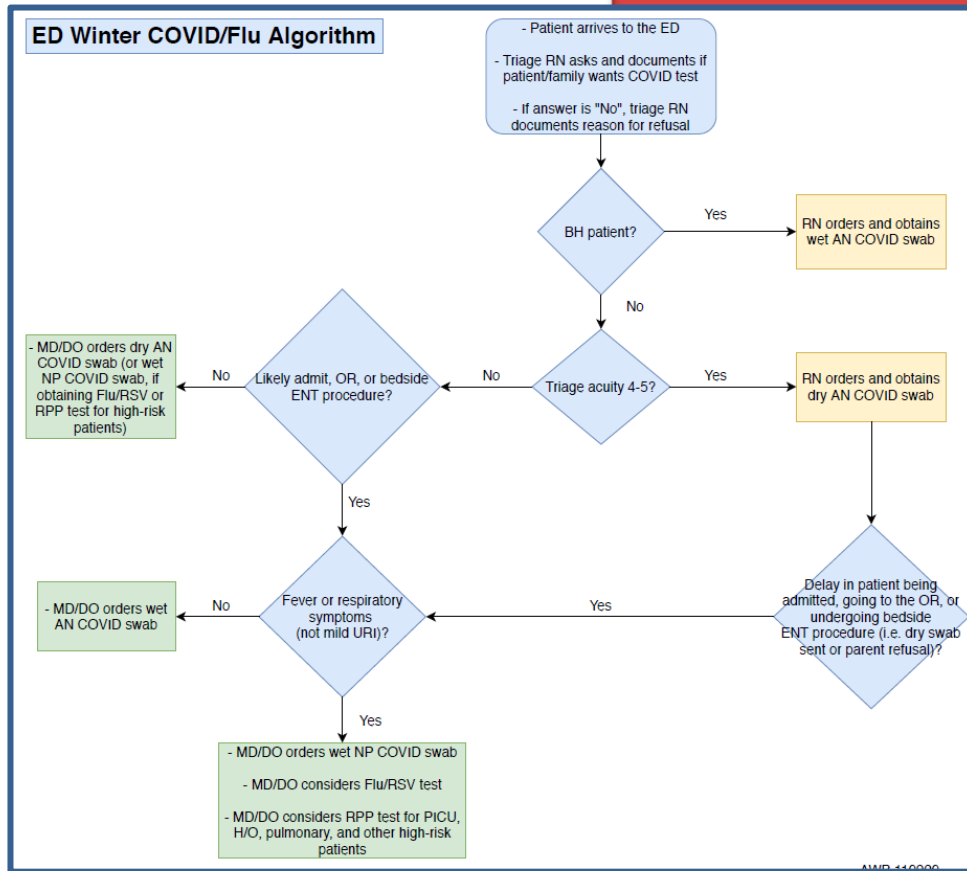 ED Winter COVID/Flu Algorithm
- Patient arrives to the ED
- Triage RN asks and documents if
patient/family wants COVID test
- If answer is "No", triage RN
documents reason for refusal
BH patient?
Yes
RN orders and obtains
wet AN COVID swab
No
- MD/DO orders dry AN
COVID swab (or wet
NP COVID swab, if
obtaining Flu/RSV or
RPP test for high-risk
patients)
No
Likely admit, OR, or bedside
ENT procedure?
No
Triage acuity 4-5?
Yes
RN orders and obtains
dry AN COVID swab
Yes
- MD/DO orders wet
AN COVID swab
No
Fever or respiratory
symptoms
(not mild URI)?
Yes
Delay in patient being
admitted, going to the OR, or
undergoing bedside
ENT procedure (i.e. dry swab
sent or parent refusal)?
Yes
- MD/DO orders wet NP COVID swab
- MD/DO considers Flu/RSV test
- MD/DO considers RPP test for PICU,
H/O, pulmonary, and other high-risk
patients